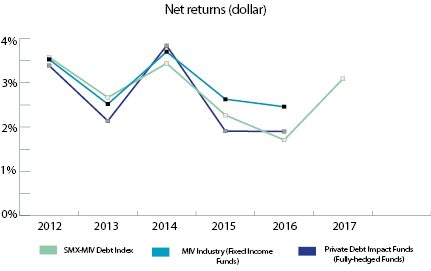 Net returns (dollar)
4%
3%
2%
1%
0%
2012 2013 2014 2015 2016 2017
SMX-MIV Debt Index
MIV Industry (Fixed Income
Funds)
Private Debt Impact Funds
(Fully-hedged Funds)